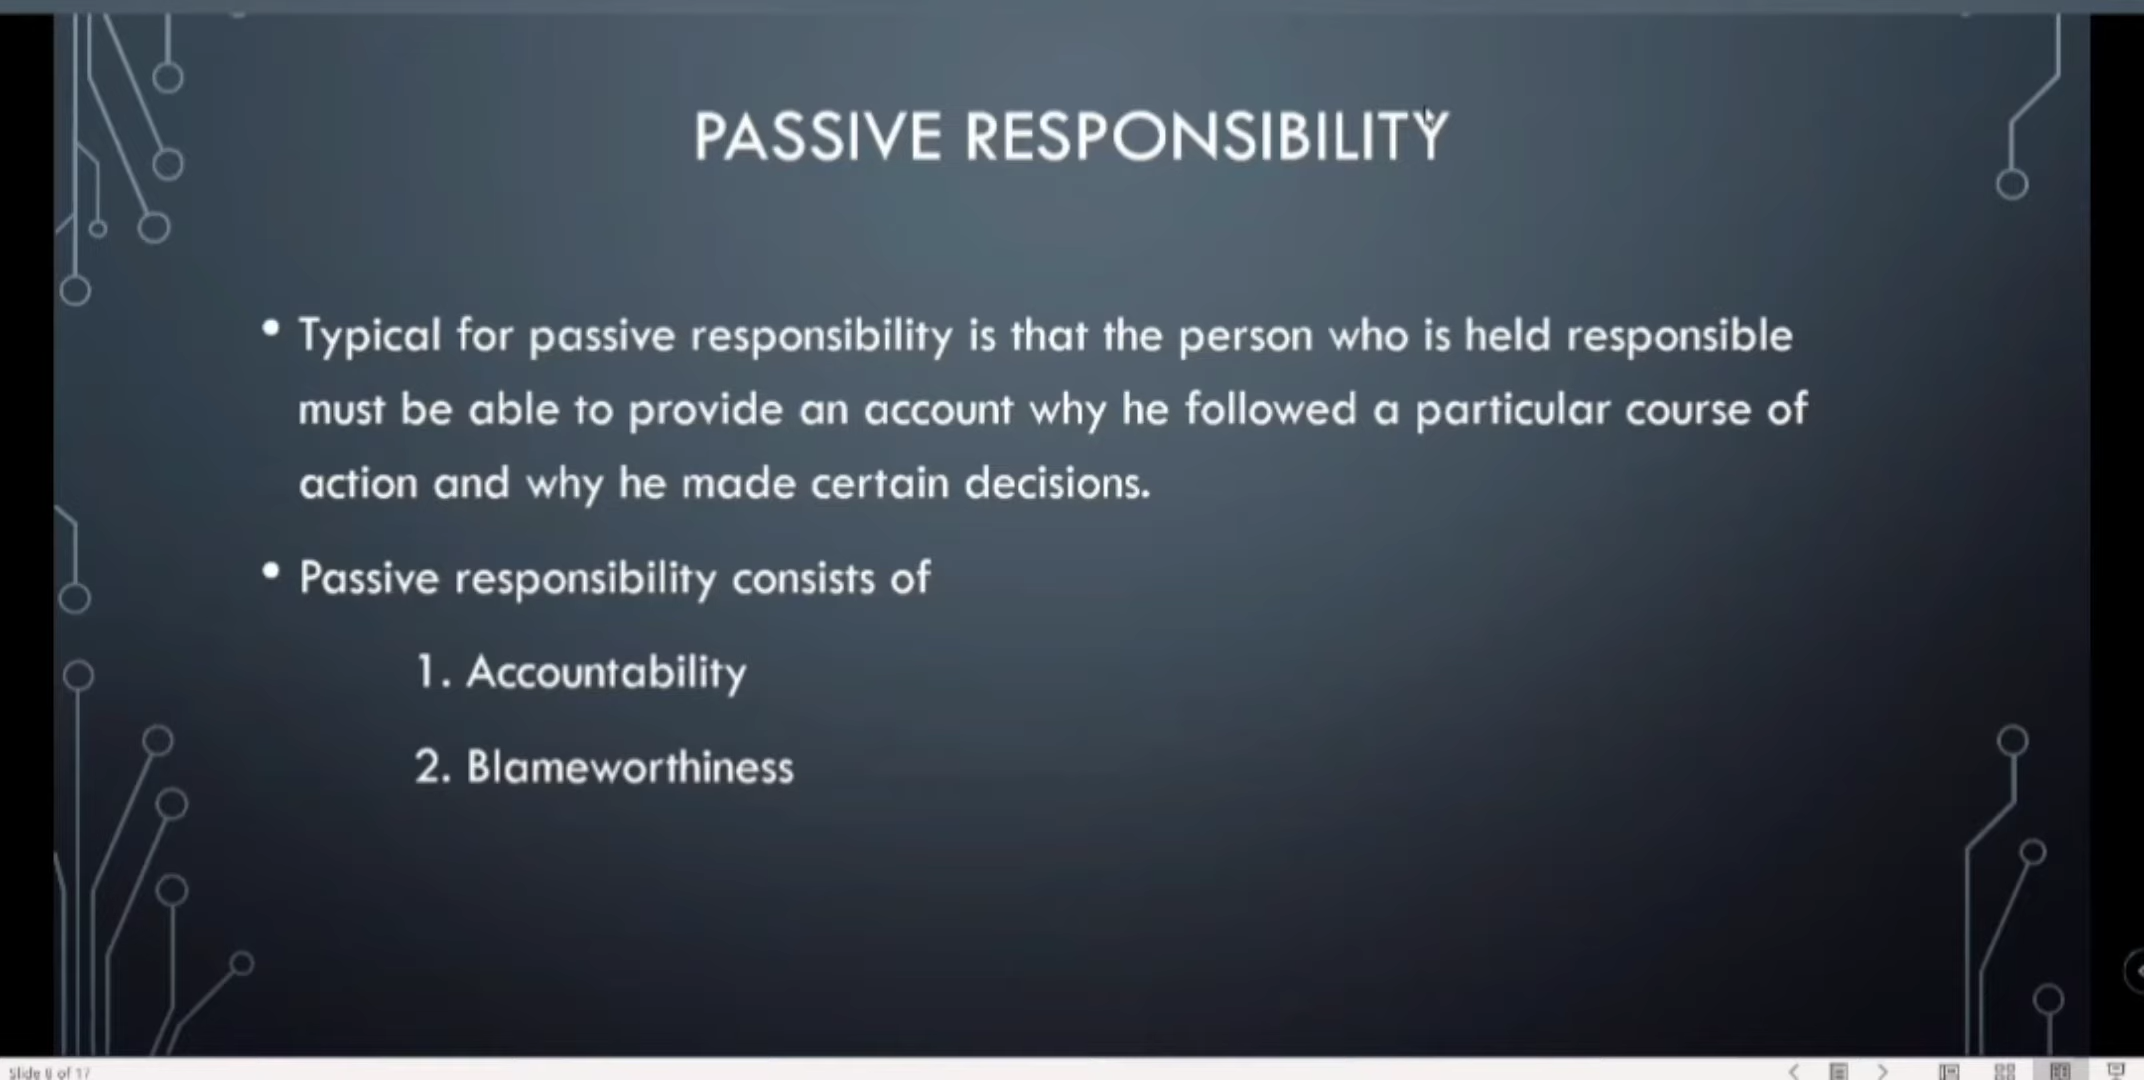 PASSIVE RESPONSIBILITY
• Typical for passive responsibility is that the person who is held responsible
must be able to provide an account why he followed a particular course of
action and why he made certain decisions.
• Passive responsibility consists of
1. Accountability
2. Blameworthiness
Slide of 17